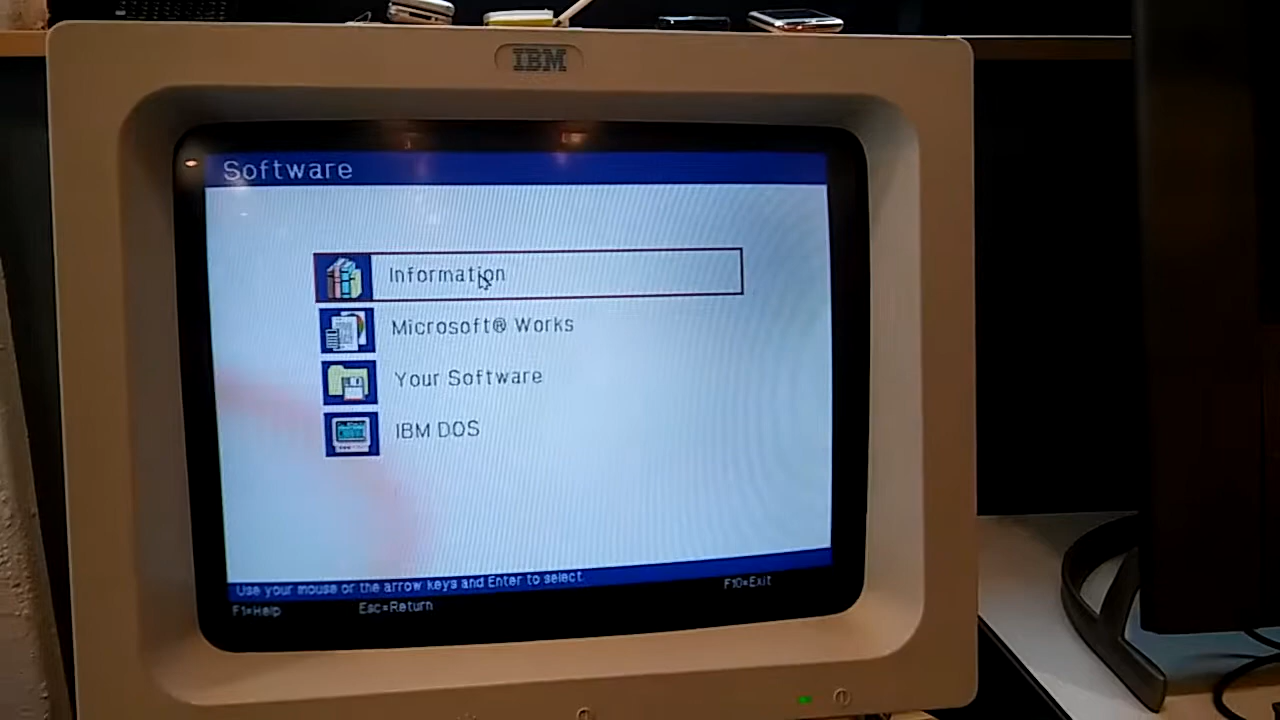 IBM
Software
Information
Microsoft® Works
Your Software
IBM DOS
Use your mouse or the arrow keys and Enter to select.
F10=Exit
F1=Help
Esc=Return